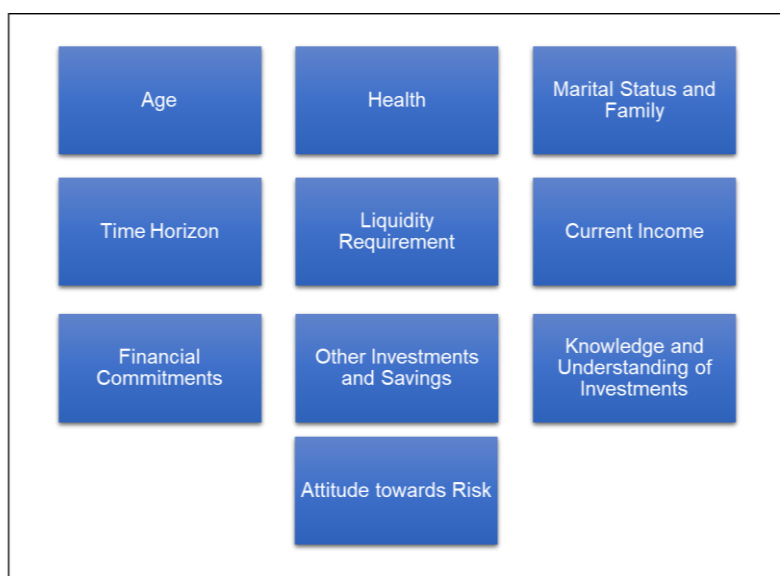 Age
Health
Marital Status and
Family
Time Horizon
Liquidity
Requirement
Current Income
Financial
Commitments
Other Investments
and Savings
Knowledge and
Understanding of
Investments
Attitude towards Risk